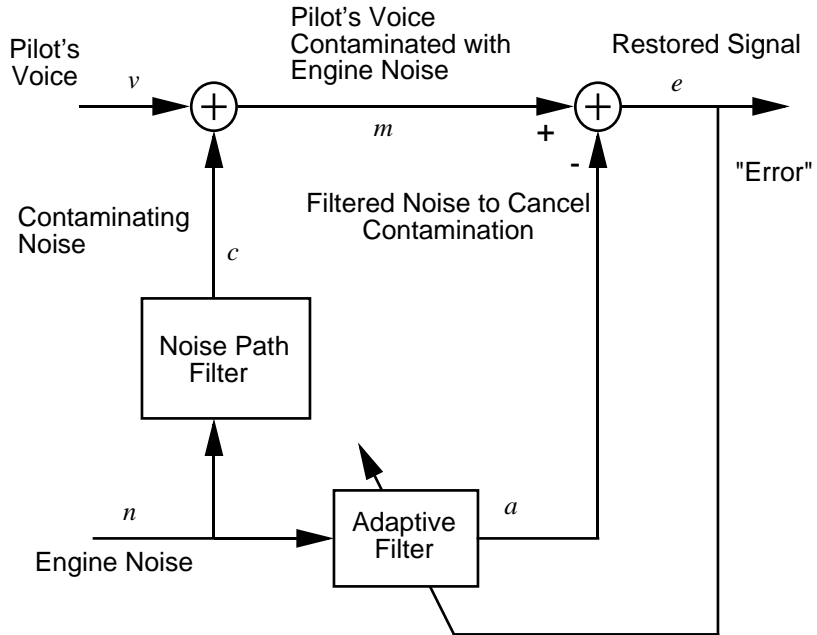 Pilot's
Voice
v
Pilot's Voice
Contaminated with
Engine Noise
Restored Signal
e
m
+
-
"Error"
Contaminating
Noise
c
Filtered Noise to Cancel
Contamination
Noise Path
Filter
n
Engine Noise
Adaptive
Filter
a